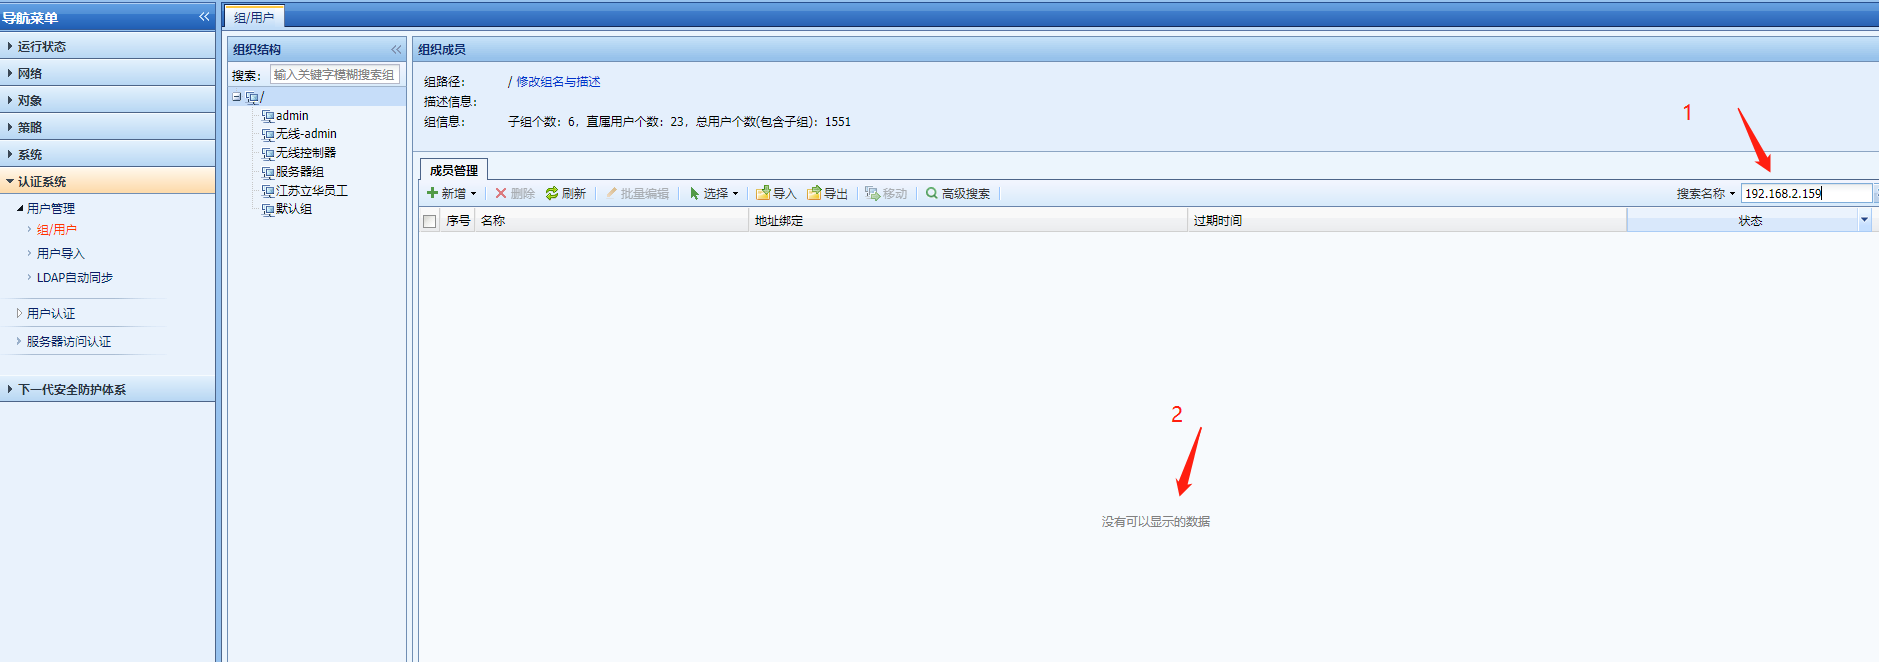 导航菜单
运行状态
网络
对象
策略
系统
认证系统
用户管理
组/用户
用户导入
LDAP自动同步
用户认证
服务器访问认证
下一代安全防护体系
组/用户
组织结构
搜索： 输入关键字模糊搜索组
/
admin
无线-admin
无线控制器
服务器组
江苏立华员工
默认组
组织成员
组路径： / 修改组名与描述
描述信息：
组信息： 子组个数：6，直属用户个数：23，总用户个数(包含子组)：1551
1
成员管理
新增 删除 刷新 批量编辑 选择 导入 导出 移动 高级搜索 搜索名称 192.168.2.159
序号 名称 地址绑定 过期时间 状态
2
没有可以显示的数据